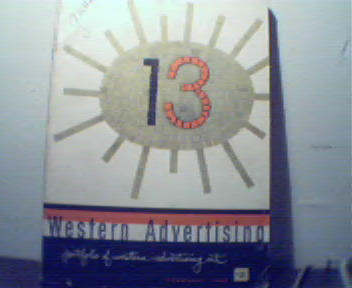 13
Western Advertising
portfolio of western advertising art